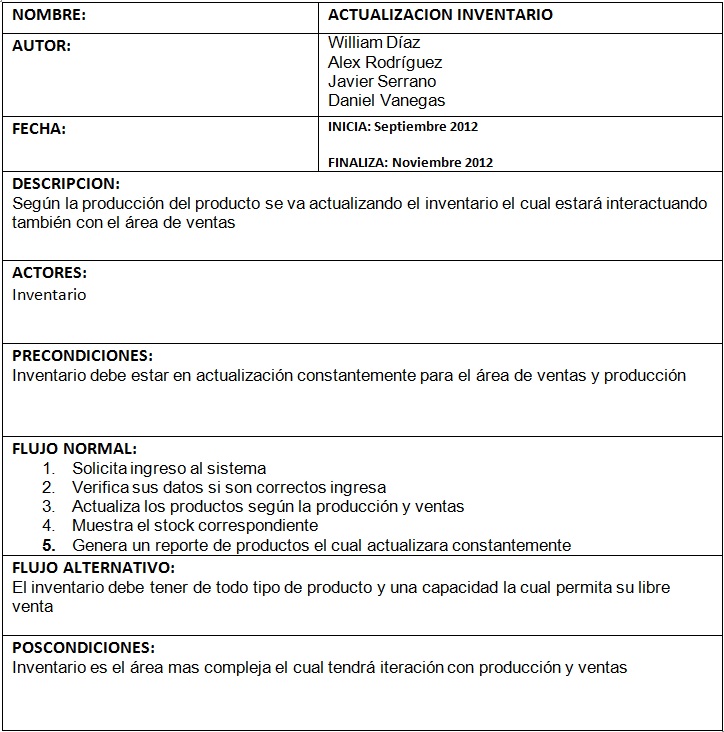 NOMBRE: ACTUALIZACION INVENTARIO
AUTOR: William Díaz
Alex Rodríguez
Javier Serrano
Daniel Vanegas
FECHA: INICIA: Septiembre 2012
FINALIZA: Noviembre 2012
DESCRIPCION:
Según la producción del producto se va actualizando el inventario el cual estará interactuando
también con el área de ventas
ACTORES:
Inventario
PRECONDICIONES:
Inventario debe estar en actualización constantemente para el área de ventas y producción
FLUJO NORMAL:
1. Solicita ingreso al sistema
2. Verifica sus datos si son correctos ingresa
3. Actualiza los productos según la producción y ventas
4. Muestra el stock correspondiente
5. Genera un reporte de productos el cual actualizara constantemente
FLUJO ALTERNATIVO:
El inventario debe tener de todo tipo de producto y una capacidad la cual permita su libre
venta
POSCONDICIONES:
Inventario es el área mas compleja el cual tendrá iteración con producción y ventas